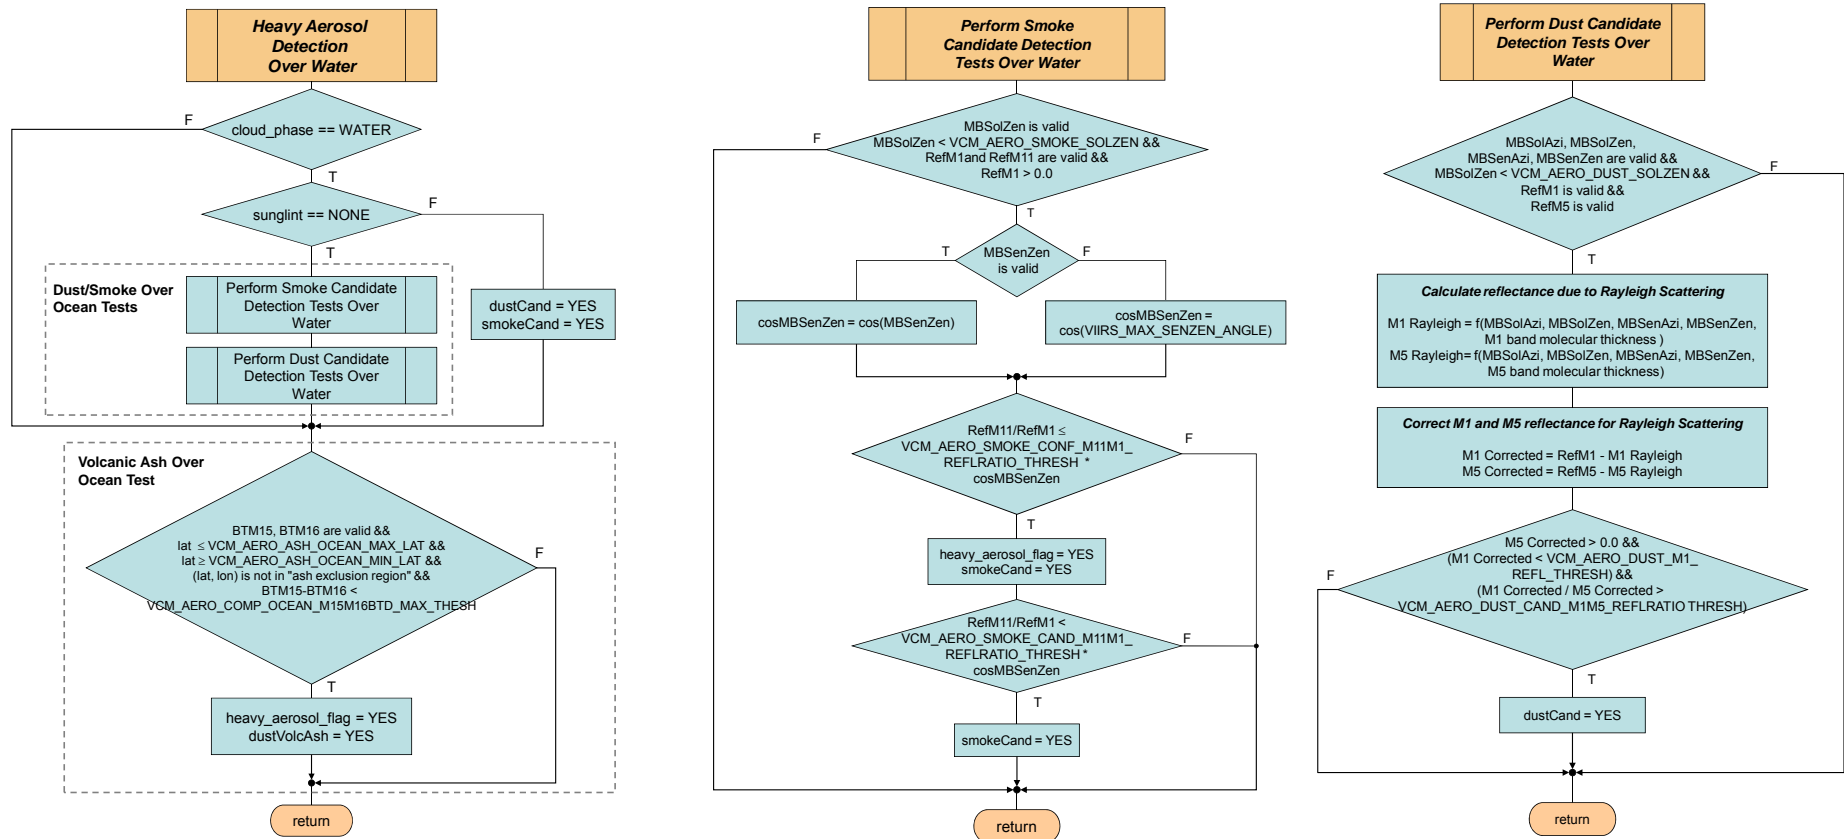 Heavy Aerosol
Detection
Over Water
F
cloud_phase == WATER
T
sunglint == NONE
F
T
Dust/Smoke Over
Ocean Tests
Perform Smoke Candidate
Detection Tests Over
Water
Perform Dust Candidate
Detection Tests Over
Water
dustCand = YES
smokeCand = YES
Volcanic Ash Over
Ocean Test
BTM15, BTM16 are valid &&
lat ≤ VCM_AERO_ASH_OCEAN_MAX_LAT &&
lat ≥ VCM_AERO_ASH_OCEAN_MIN_LAT &&
(lat, lon) is not in "ash exclusion region" &&
BTM15-BTM16 <
VCM_AERO_COMP_OCEAN_M15M16BTD_MAX_THESH
F
T
heavy_aerosol_flag = YES
dustVolcAsh = YES
return
Perform Smoke
Candidate Detection
Tests Over Water
F
MBSolZen is valid
MBSolZen < VCM_AERO_SMOKE_SOLZEN &&
RefM1and RefM11 are valid &&
RefM1 > 0.0
T
T
MBSenZen
is valid
F
cosMBSenZen = cos(MBSenZen)
cosMBSenZen =
cos(VIIRS_MAX_SENZEN_ANGLE)
RefM11/RefM1 ≤
VCM_AERO_SMOKE_CONF_M11M1_
REFLRATIO_THRESH *
cosMBSenZen
F
T
heavy_aerosol_flag = YES
smokeCand = YES
RefM11/RefM1 <
VCM_AERO_SMOKE_CAND_M11M1_
REFLRATIO_THRESH *
cosMBSenZen
F
T
smokeCand = YES
return
Perform Dust Candidate
Detection Tests Over
Water
MBSolAzi, MBSolZen,
MBSenAzi, MBSenZen are valid &&
MBSolZen < VCM_AERO_DUST_SOLZEN &&
RefM1 is valid &&
RefM5 is valid
F
T
Calculate reflectance due to Rayleigh Scattering
M1 Rayleigh = f(MBSolAzi, MBSolZen, MBSenAzi, MBSenZen,
M1 band molecular thickness )
M5 Rayleigh= f(MBSolAzi, MBSolZen, MBSenAzi, MBSenZen,
M5 band molecular thickness)
Correct M1 and M5 reflectance for Rayleigh Scattering
M1 Corrected = RefM1 - M1 Rayleigh
M5 Corrected = RefM5 - M5 Rayleigh
F
M5 Corrected > 0.0 &&
(M1 Corrected < VCM_AERO_DUST_M1_
REFL_THRESH) &&
(M1 Corrected / M5 Corrected >
VCM_AERO_DUST_CAND_M1M5_REFLRATIO THRESH)
T
dustCand = YES
return